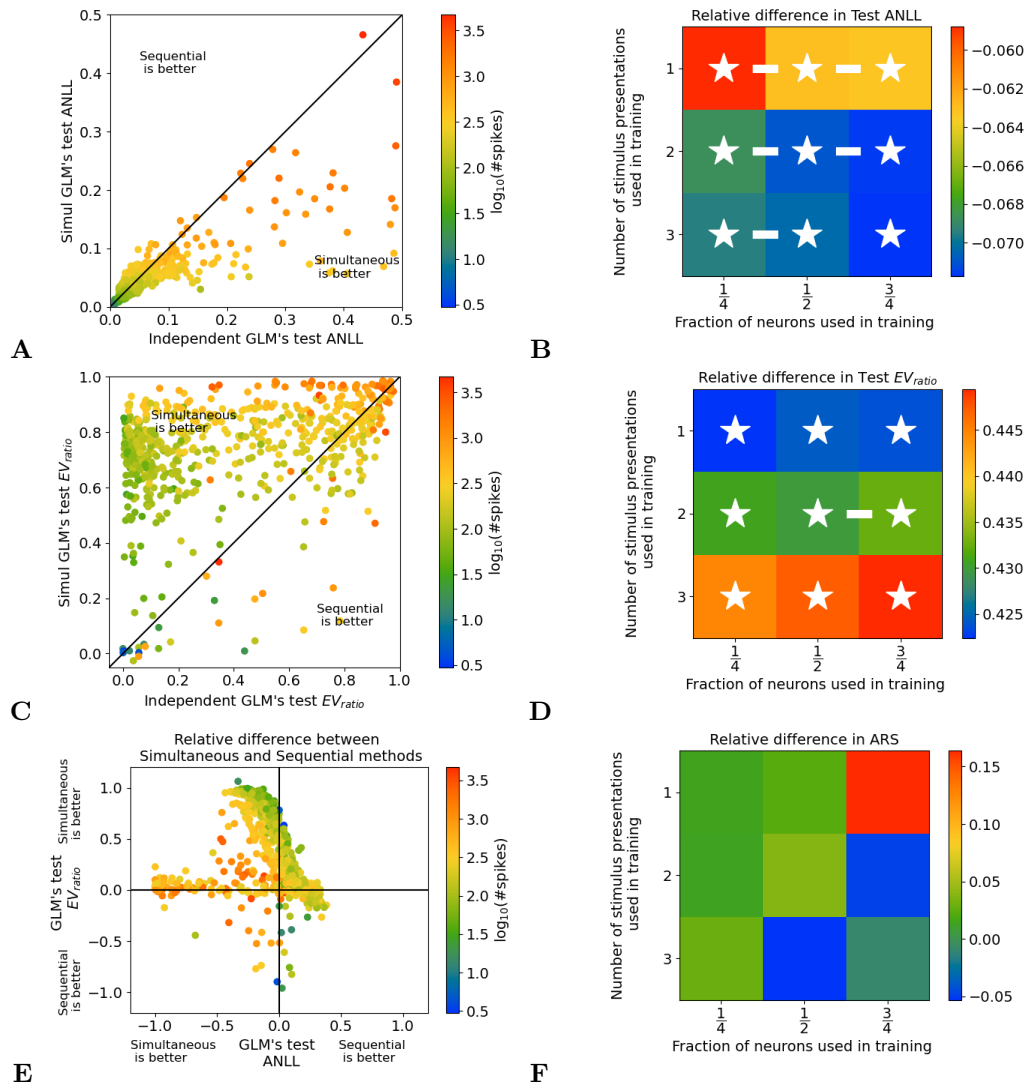 0.5
0.4
0.3
0.2
0.1
0.0
0.0 0.1 0.2 0.3 0.4 0.5
Simul GLM's test ANLL
Independent GLM's test ANLL
Sequential
is better
Simultaneous
is better
3.5
3.0
2.5
2.0
1.5
1.0
0.5
log10(#spikes)
A
Relative difference in Test ANLL
Number of stimulus presentations
used in training
1
2
3
1/4 1/2 3/4
Fraction of neurons used in training
−0.060
−0.062
−0.064
−0.066
−0.068
−0.070
B
1.0
0.8
0.6
0.4
0.2
0.0
0.0 0.2 0.4 0.6 0.8 1.0
Simul GLM's test EV_ratio
Independent GLM's test EV_ratio
Simultaneous
is better
Sequential
is better
3.5
3.0
2.5
2.0
1.5
1.0
0.5
log10(#spikes)
C
Relative difference in Test EV_ratio
Number of stimulus presentations
used in training
1
2
3
1/4 1/2 3/4
Fraction of neurons used in training
0.445
0.440
0.435
0.430
0.425
D
Relative difference between
Simultaneous and Sequential methods
Simultaneous
is better
GLM's test
EV_ratio
Sequential
is better
1.0
0.5
0.0
−0.5
−1.0
−1.0 −0.5 0.0 0.5 1.0
Simultaneous
is better
GLM's test
ANLL
Sequential
is better
3.5
3.0
2.5
2.0
1.5
1.0
0.5
log10(#spikes)
E
Relative difference in ARS
Number of stimulus presentations
used in training
1
2
3
1/4 1/2 3/4
Fraction of neurons used in training
0.15
0.10
0.05
0.00
−0.05
F